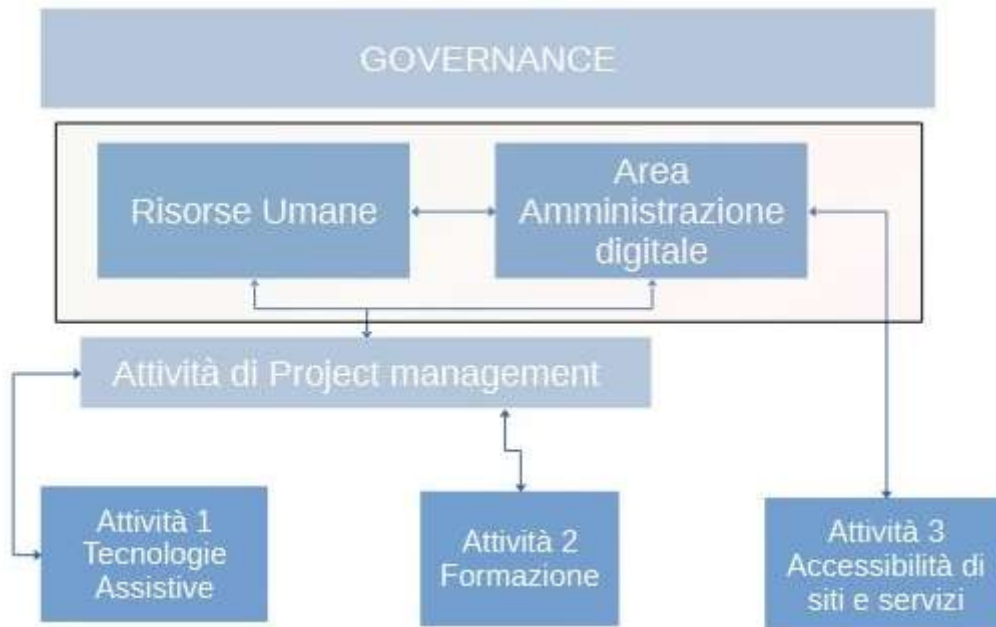 GOVERNANCE
Risorse Umane
Area
Amministrazione
digitale
Attività di Project management
Attività 1
Tecnologie
Assistive
Attività 2
Formazione
Attività 3
Accessibilità di
siti e servizi